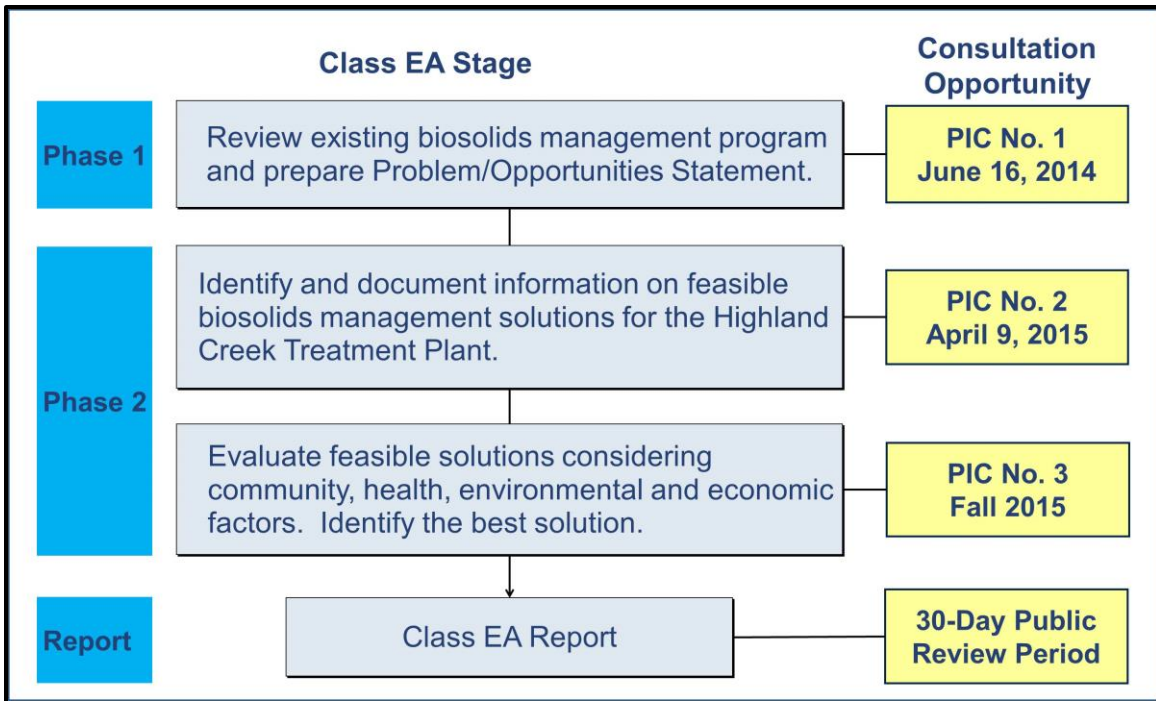 Class EA Stage
Consultation
Opportunity
Phase 1
Review existing biosolids management program
and prepare Problem/Opportunities Statement.
PIC No. 1
June 16, 2014
Phase 2
Identify and document information on feasible
biosolids management solutions for the Highland
Creek Treatment Plant.
PIC No. 2
April 9, 2015
Evaluate feasible solutions considering
community, health, environmental and economic
factors.  Identify the best solution.
PIC No. 3
Fall 2015
Report
Class EA Report
30-Day Public
Review Period